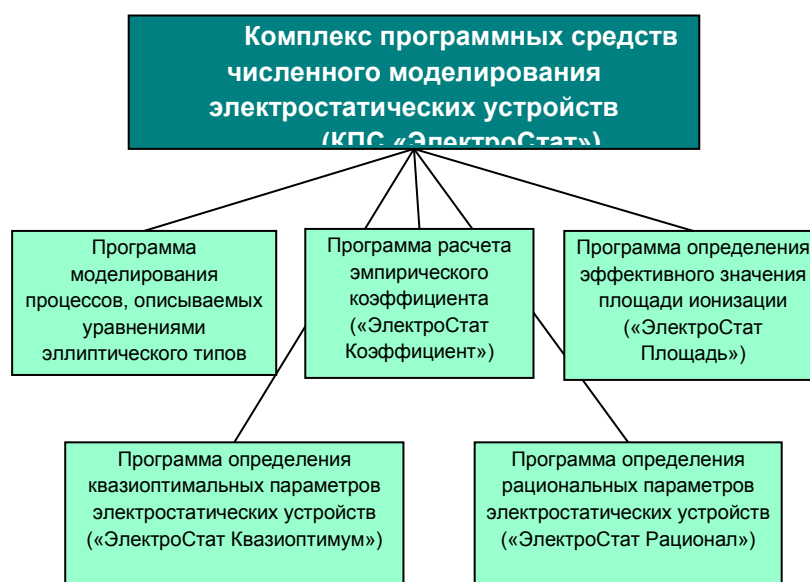 Комплекс программных средств
численного моделирования
электростатических устройств
(КПС «ЭлектроСтат»)
Программа
моделирования
процессов, описываемых
уравнениями
эллиптического типов
Программа расчета
эмпирического
коэффициента
(«ЭлектроСтат
Коэффициент»)
Программа определения
эффективного значения
площади ионизации
(«ЭлектроСтат
Площадь»)
Программа определения
квазиоптимальных параметров
электростатических устройств
(«ЭлектроСтат Квазиоптимум»)
Программа определения
рациональных параметров
электростатических устройств
(«ЭлектроСтат Рационал»)